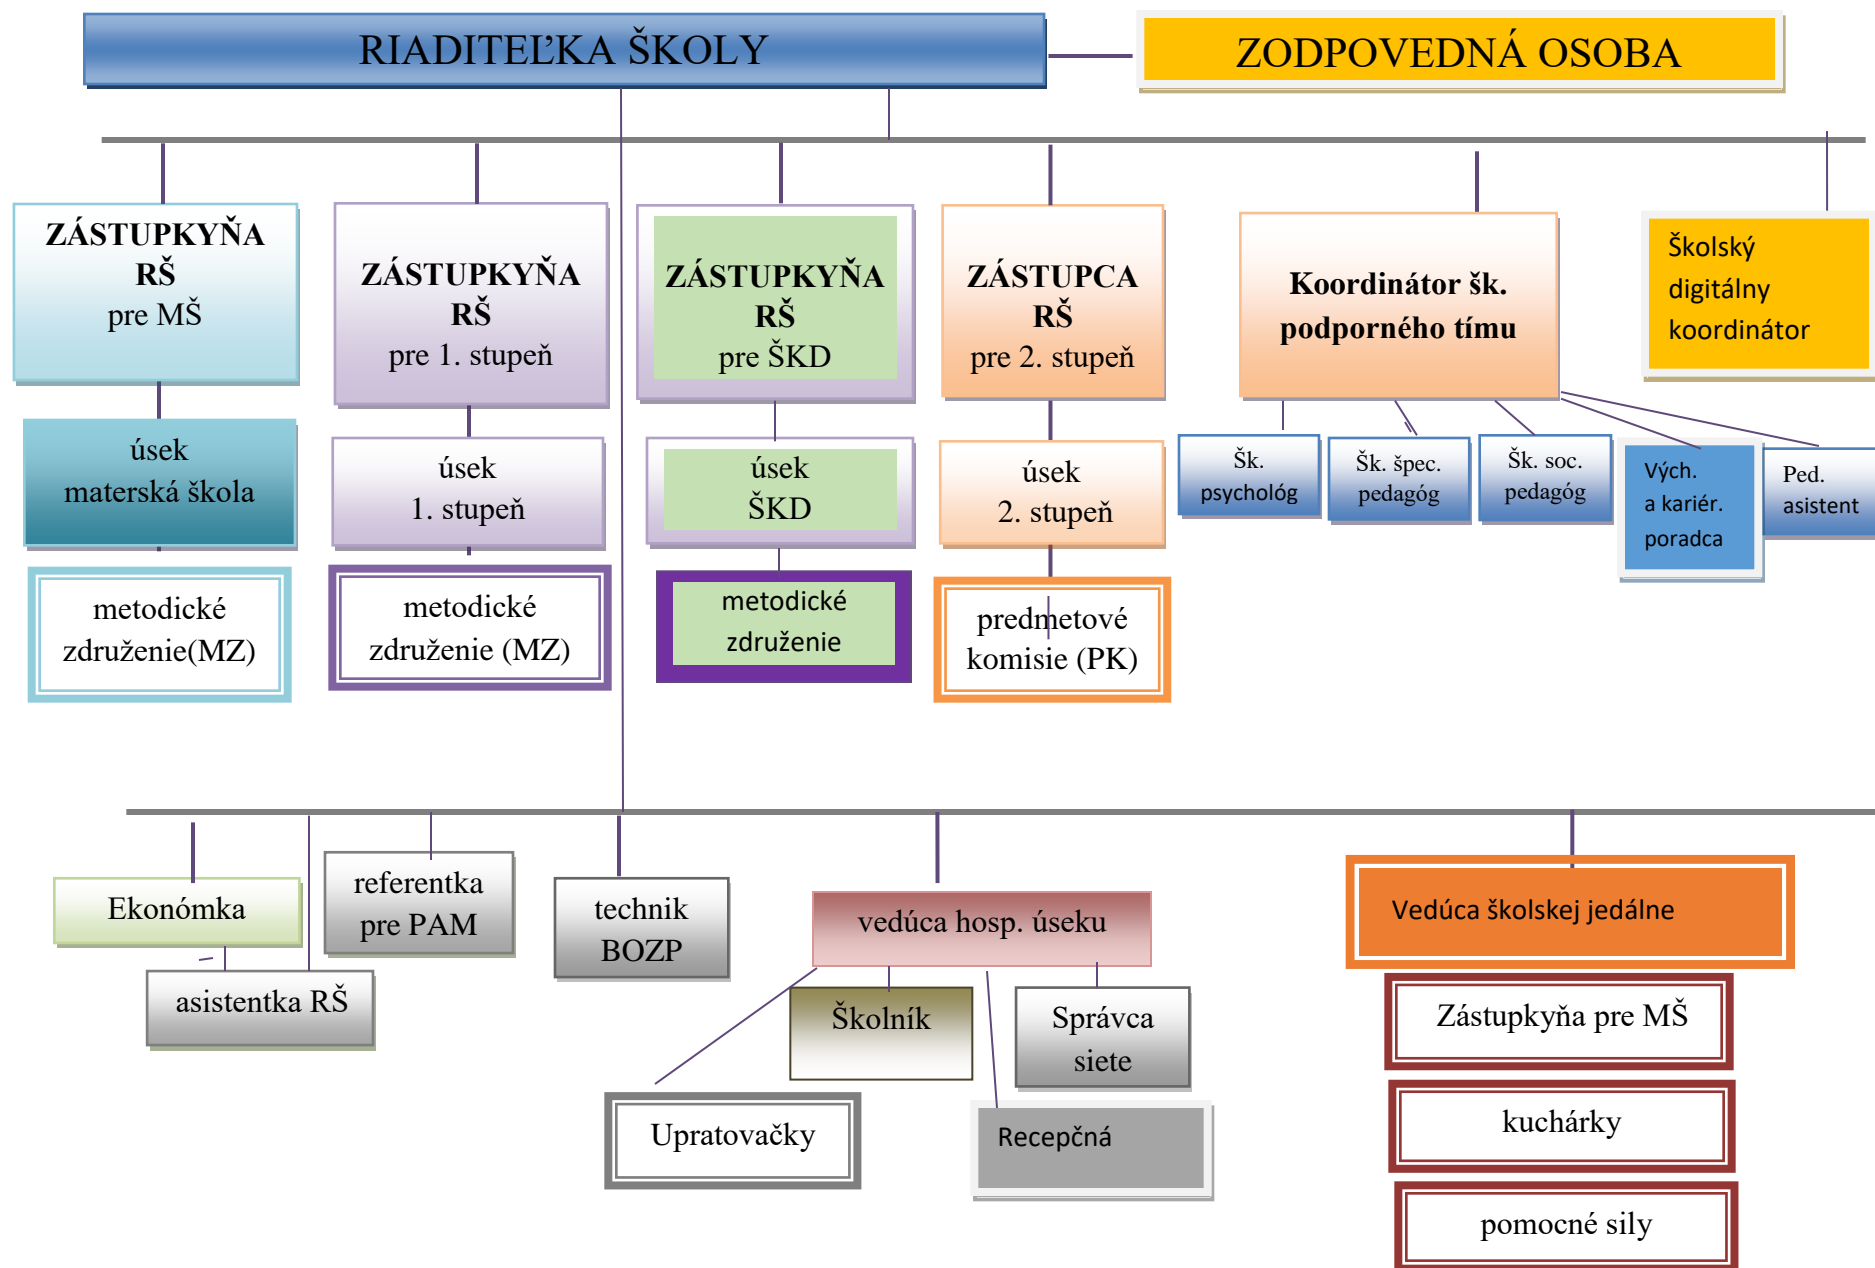 RIADITEĽKA ŠKOLY
ZODPOVEDNÁ OSOBA
ZÁSTUPKYŇA
RŠ
pre MŠ
ZÁSTUPKYŇA
RŠ
pre 1. stupeň
ZÁSTUPKYŇA
RŠ
pre ŠKD
ZÁSTUPCA
RŠ
pre 2. stupeň
Koordinátor šk.
podporného tímu
Školský
digitálny
koordinátor
úsek
materská škola
úsek
1. stupeň
úsek
ŠKD
úsek
2. stupeň
Šk.
psychológ
Šk. špec.
pedagóg
Šk. soc.
pedagóg
Vých.
a kariér.
poradca
Ped.
asistent
metodické
združenie(MZ)
metodické
združenie (MZ)
metodické
združenie
predmetové
komisie (PK)
Ekonómka
asistentka RŠ
referentka
pre PAM
technik
BOZP
vedúca hosp. úseku
Školník
Správca
siete
Upratovačky
Recepčná
Vedúca školskej jedálne
Zástupkyňa pre MŠ
kuchárky
pomocné sily